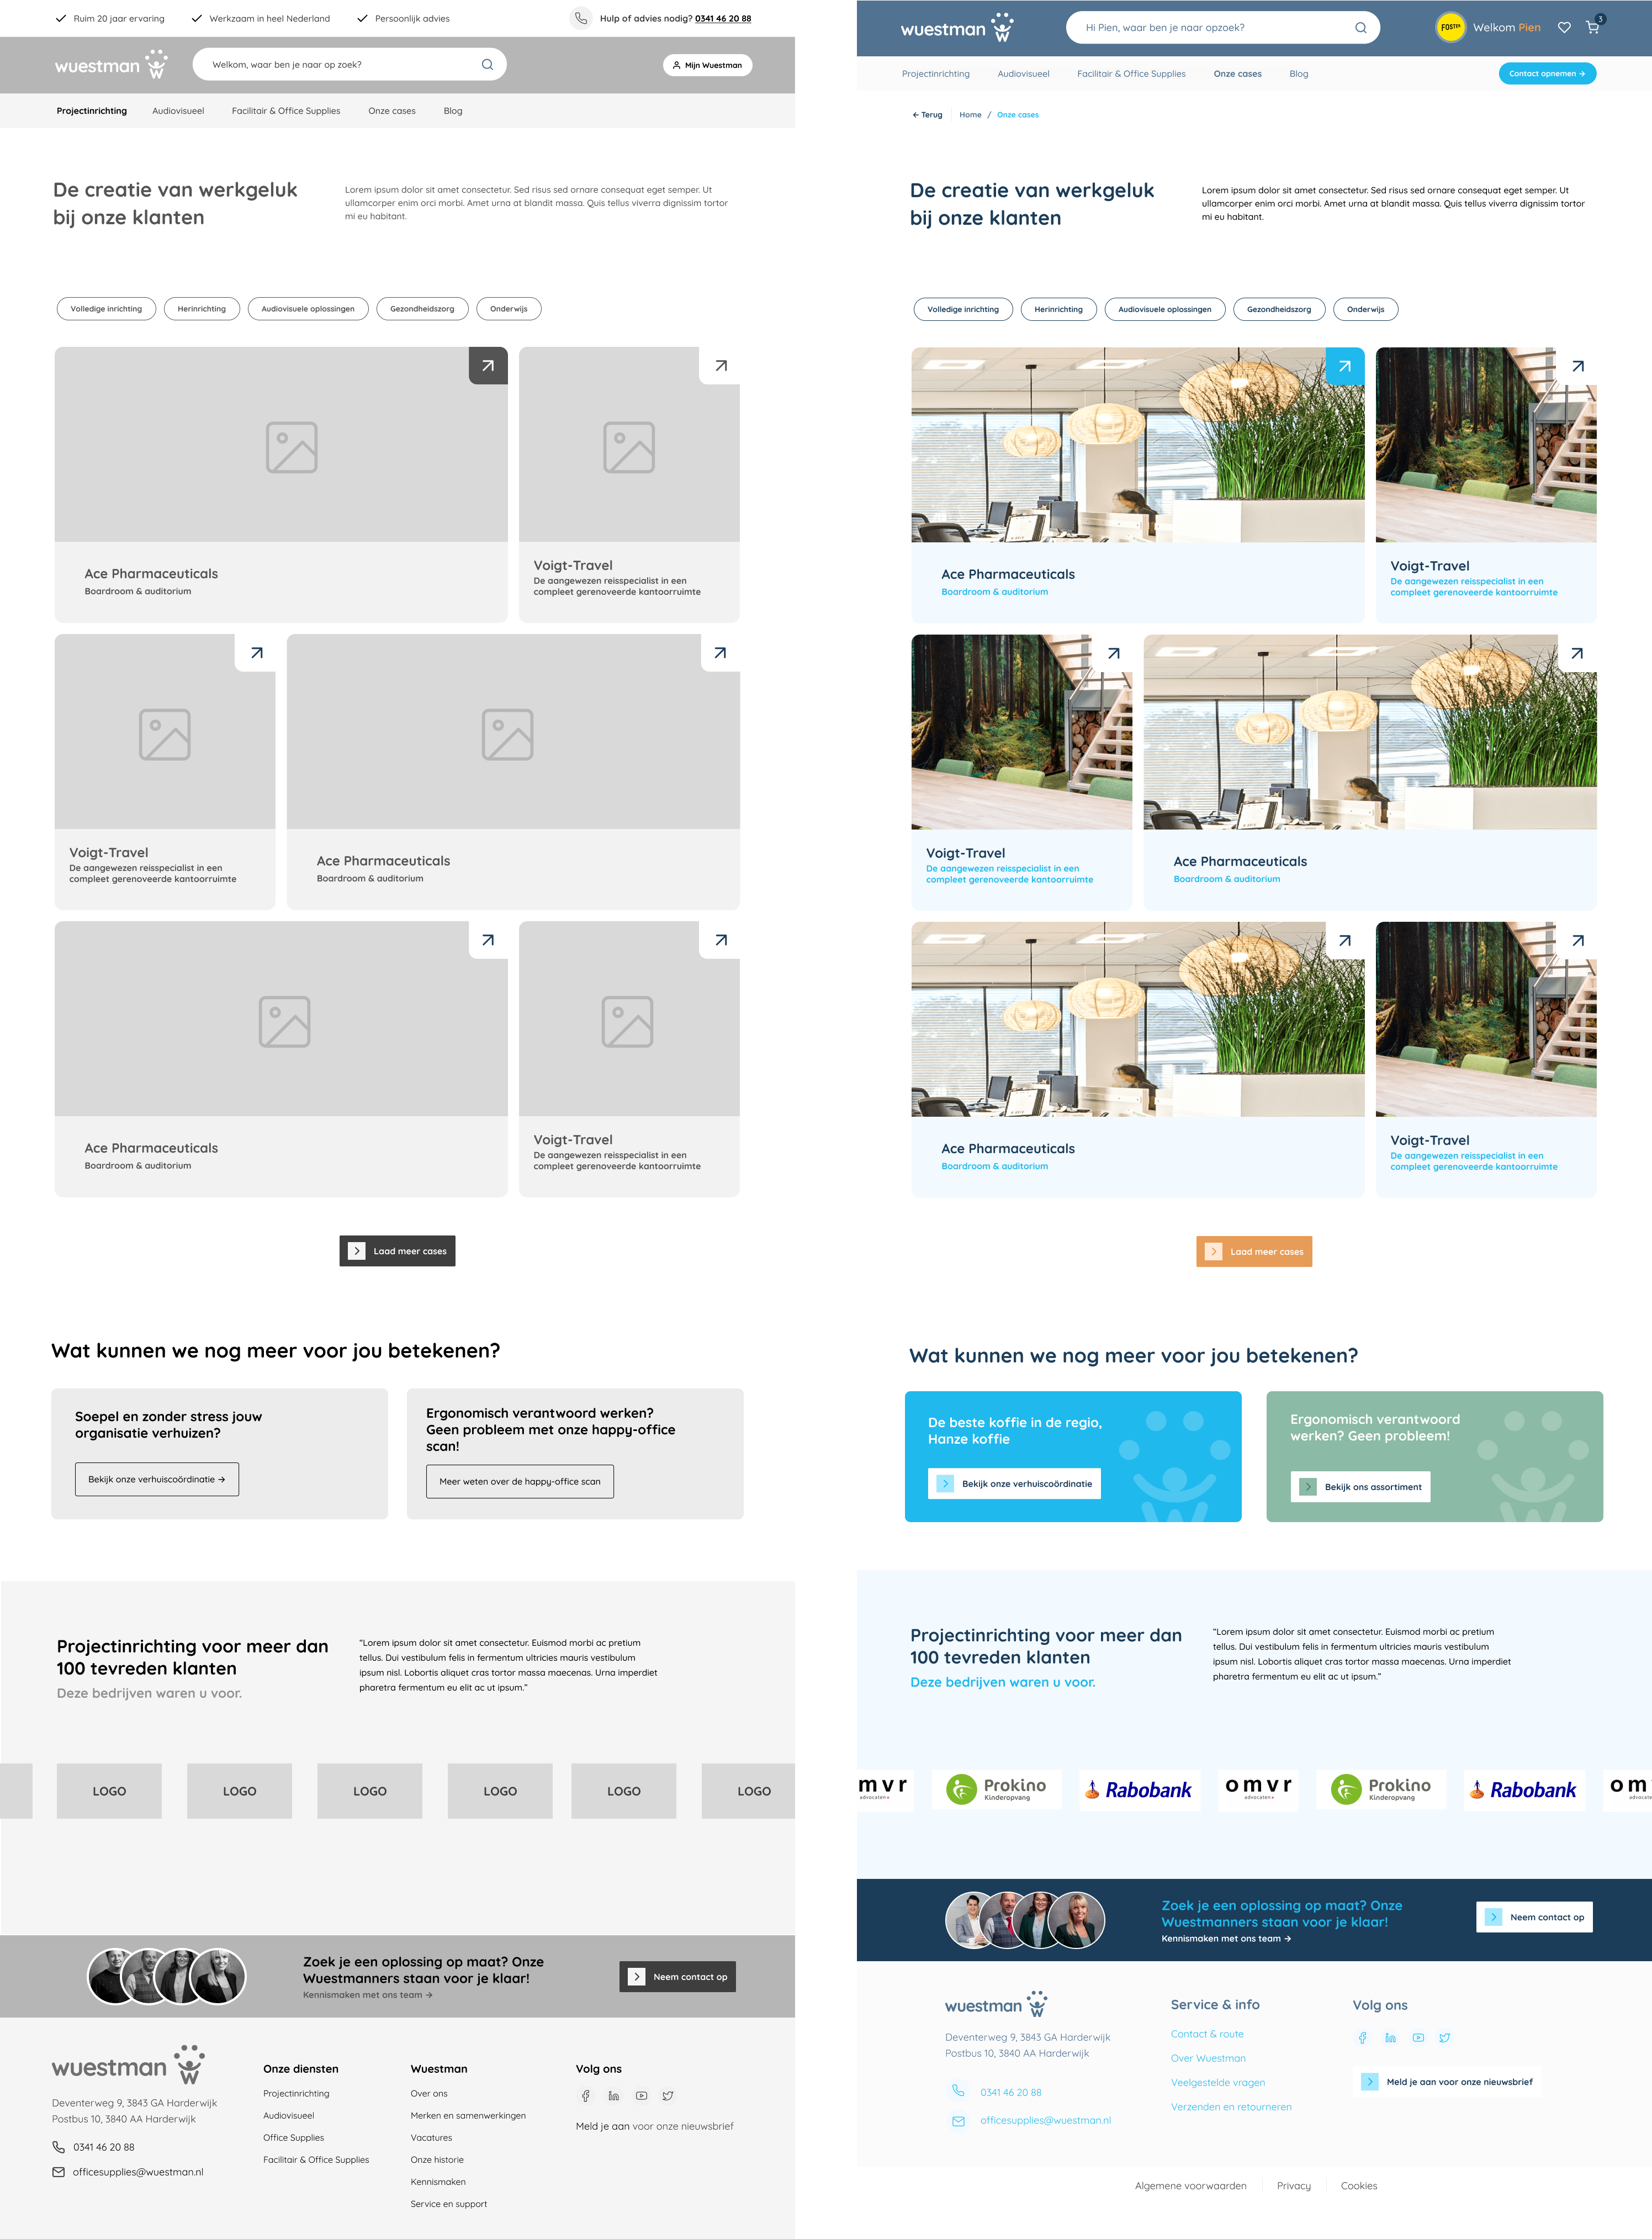 Ruim 20 jaar ervaring
Werkzaam in heel Nederland
Persoonlijk advies
Hulp of advies nodig? 0341 46 20 88
wuestman
Welkom, waar ben je naar op zoek?
Mijn Wuestman
Projectinrichting
Audiovisueel
Facilitair & Office Supplies
Onze cases
Blog
De creatie van werkgeluk
bij onze klanten
Lorem ipsum dolor sit amet consectetur. Sed risus sed ornare consequat eget semper. Ut
ullamcorper enim orci morbi. Amet urna at blandit massa. Quis tellus viverra dignissim tortor
mi eu habitant.
Volledige inrichting
Herinrichting
Audiovisuele oplossingen
Gezondheidszorg
Onderwijs
Ace Pharmaceuticals
Boardroom & auditorium
Voigt-Travel
De aangewezen reisspecialist in een
compleet gerenoveerde kantoorruimte
Voigt-Travel
De aangewezen reisspecialist in een
compleet gerenoveerde kantoorruimte
Ace Pharmaceuticals
Boardroom & auditorium
Ace Pharmaceuticals
Boardroom & auditorium
Voigt-Travel
De aangewezen reisspecialist in een
compleet gerenoveerde kantoorruimte
Laad meer cases
Wat kunnen we nog meer voor jou betekenen?
Soepel en zonder stress jouw
organisatie verhuizen?
Bekijk onze verhuiscoördinatie →
Ergonomisch verantwoord werken?
Geen probleem met onze happy-office
scan!
Meer weten over de happy-office scan
Projectinrichting voor meer dan
100 tevreden klanten
Deze bedrijven waren u voor.
"Lorem ipsum dolor sit amet consectetur. Euismod morbi ac pretium
tellus. Dui vestibulum felis in fermentum ultricies mauris vestibulum
ipsum nisl. Lobortis aliquet cras tortor massa maecenas. Urna imperdiet
pharetra fermentum eu elit ac ut ipsum."
LOGO
LOGO
LOGO
LOGO
LOGO
LOGO
Zoek je een oplossing op maat? Onze
Wuestmanners staan voor je klaar!
Kennismaken met ons team →
Neem contact op
wuestman
Deventerweg 9, 3843 GA Harderwijk
Postbus 10, 3840 AA Harderwijk
0341 46 20 88
officesupplies@wuestman.nl
Onze diensten
Projectinrichting
Audiovisueel
Office Supplies
Facilitair & Office Supplies
Wuestman
Over ons
Merken en samenwerkingen
Vacatures
Onze historie
Kennismaken
Service en support
Volg ons
Meld je aan voor onze nieuwsbrief
wuestman
Hi Pien, waar ben je naar opzoek?
FOSTER
Welkom Pien
3
Projectinrichting
Audiovisueel
Facilitair & Office Supplies
Onze cases
Blog
Contact opnemen →
← Terug
Home / Onze cases
De creatie van werkgeluk
bij onze klanten
Lorem ipsum dolor sit amet consectetur. Sed risus sed ornare consequat eget semper. Ut
ullamcorper enim orci morbi. Amet urna at blandit massa. Quis tellus viverra dignissim tortor
mi eu habitant.
Volledige inrichting
Herinrichting
Audiovisuele oplossingen
Gezondheidszorg
Onderwijs
Ace Pharmaceuticals
Boardroom & auditorium
Voigt-Travel
De aangewezen reisspecialist in een
compleet gerenoveerde kantoorruimte
Voigt-Travel
De aangewezen reisspecialist in een
compleet gerenoveerde kantoorruimte
Ace Pharmaceuticals
Boardroom & auditorium
Ace Pharmaceuticals
Boardroom & auditorium
Voigt-Travel
De aangewezen reisspecialist in een
compleet gerenoveerde kantoorruimte
Laad meer cases
Wat kunnen we nog meer voor jou betekenen?
De beste koffie in de regio,
Hanze koffie
Bekijk onze verhuiscoördinatie
Ergonomisch verantwoord
werken? Geen probleem!
Bekijk ons assortiment
Projectinrichting voor meer dan
100 tevreden klanten
Deze bedrijven waren u voor.
"Lorem ipsum dolor sit amet consectetur. Euismod morbi ac pretium
tellus. Dui vestibulum felis in fermentum ultricies mauris vestibulum
ipsum nisl. Lobortis aliquet cras tortor massa maecenas. Urna imperdiet
pharetra fermentum eu elit ac ut ipsum."
mvr
advocaten
Prokino
Kinderopvang
Rabobank
omvr
advocaten
Prokino
Kinderopvang
Rabobank
om
advocaten
Zoek je een oplossing op maat? Onze
Wuestmanners staan voor je klaar!
Kennismaken met ons team →
Neem contact op
wuestman
Deventerweg 9, 3843 GA Harderwijk
Postbus 10, 3840 AA Harderwijk
0341 46 20 88
officesupplies@wuestman.nl
Service & info
Contact & route
Over Wuestman
Veelgestelde vragen
Verzenden en retourneren
Volg ons
Meld je aan voor onze nieuwsbrief
Algemene voorwaarden
Privacy
Cookies